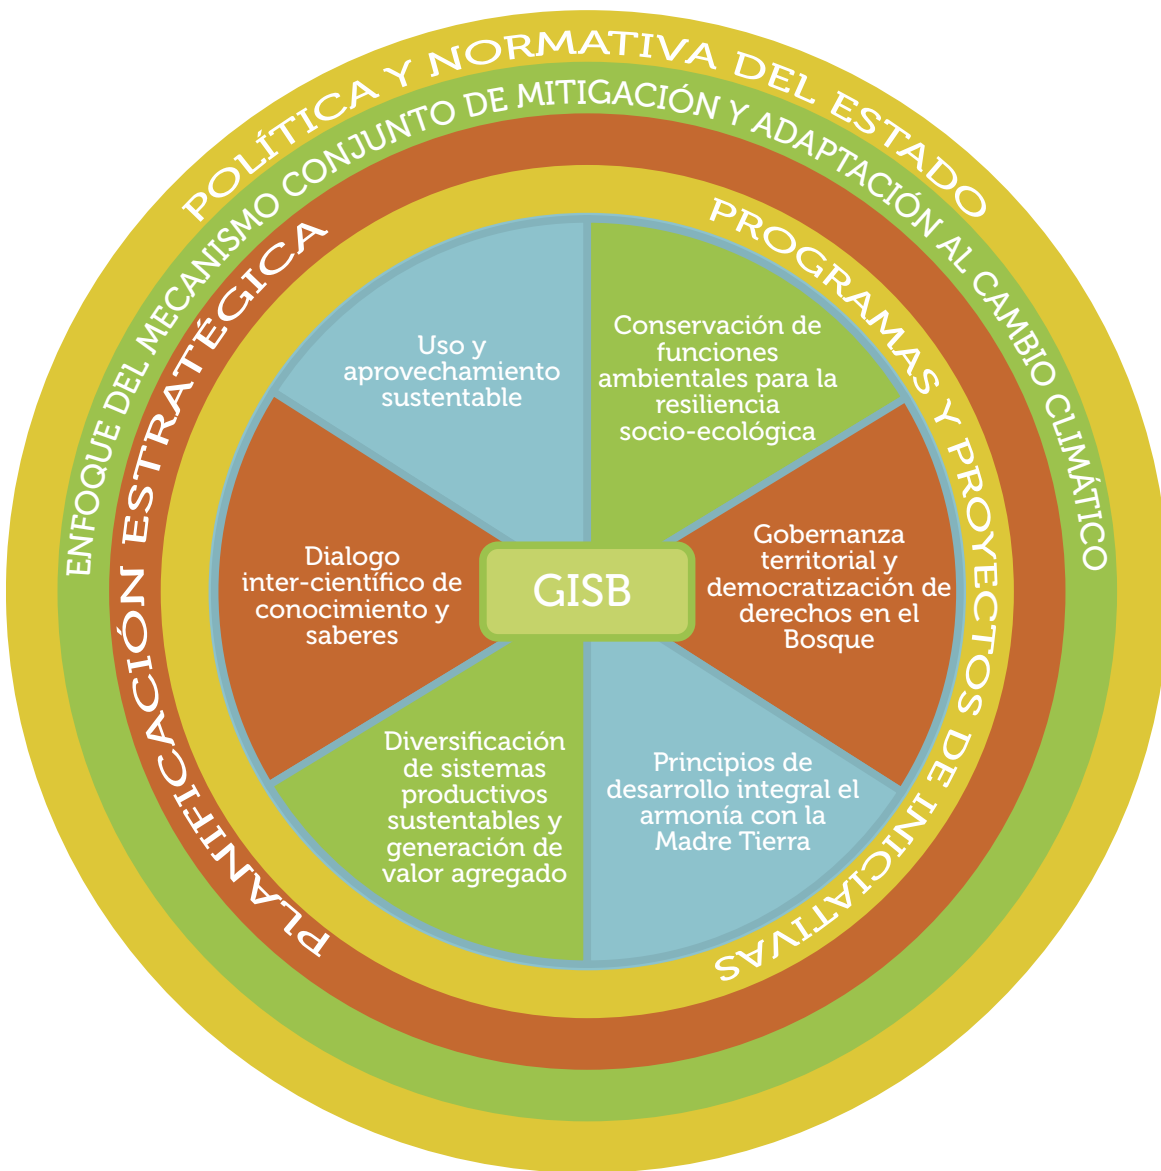 POLÍTICA Y NORMATIVA DEL ESTADO
ENFOQUE DEL MECANISMO CONJUNTO DE MITIGACIÓN Y ADAPTACIÓN AL CAMBIO CLIMÁTICO
PLANIFICACIÓN ESTRATÉGICA
PROGRAMAS Y PROYECTOS DE INICIATIVAS
Uso y
aprovechamiento
sustentable
Conservación de
funciones
ambientales para la
resiliencia
socio-ecológica
Dialogo
inter-científico de
conocimiento y
saberes
GISB
Gobernanza
territorial y
democratización de
derechos en el
Bosque
Diversificación
de sistemas
productivos
sustentables y
generación de
valor agregado
Principios de
desarrollo integral el
armonía con la
Madre Tierra